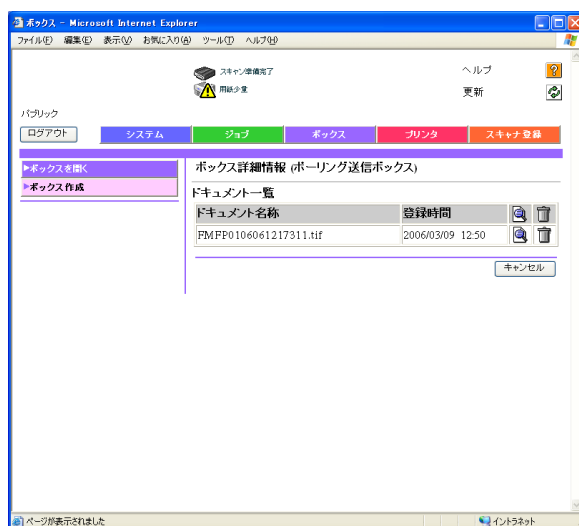 ボックス - Microsoft Internet Explorer
ファイル(F) 編集(E) 表示(V) お気に入り(A) ツール(T) ヘルプ(H)
スキャン準備完了
ヘルプ ?
用紙少量
更新
パブリック
ログアウト システム ジョブ ボックス プリンタ スキャナ登録
ボックスを開く
ボックス詳細情報 (ポーリング送信ボックス)
ボックス作成
ドキュメント一覧
ドキュメント名称 登録時間
FMFP0106061217311.tif 2006/03/09 12:50
キャンセル
ページが表示されました イントラネット